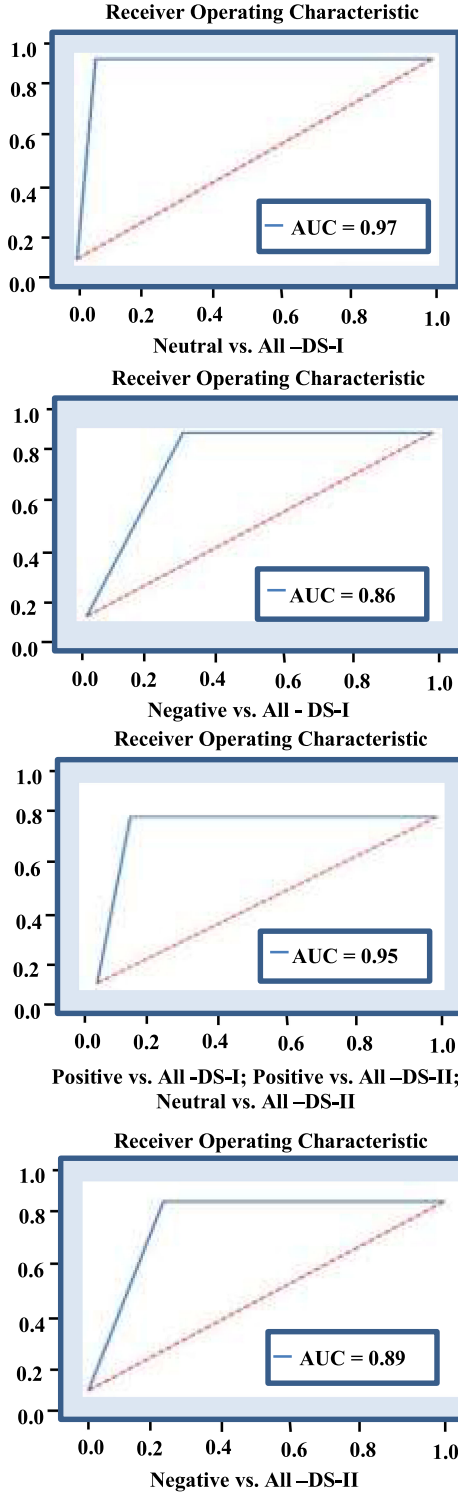 Receiver Operating Characteristic
1.0
0.8
0.6
0.4
0.2
0.0
AUC = 0.97
0.0 0.2 0.4 0.6 0.8 1.0
Neutral vs. All –DS-I
Receiver Operating Characteristic
1.0
0.8
0.6
0.4
0.2
0.0
AUC = 0.86
0.0 0.2 0.4 0.6 0.8 1.0
Negative vs. All - DS-I
Receiver Operating Characteristic
1.0
0.8
0.6
0.4
0.2
0.0
AUC = 0.95
0.0 0.2 0.4 0.6 0.8 1.0
Positive vs. All -DS-I; Positive vs. All –DS-II;
Neutral vs. All –DS-II
Receiver Operating Characteristic
1.0
0.8
0.6
0.4
0.2
0.0
AUC = 0.89
0.0 0.2 0.4 0.6 0.8 1.0
Negative vs. All –DS-II